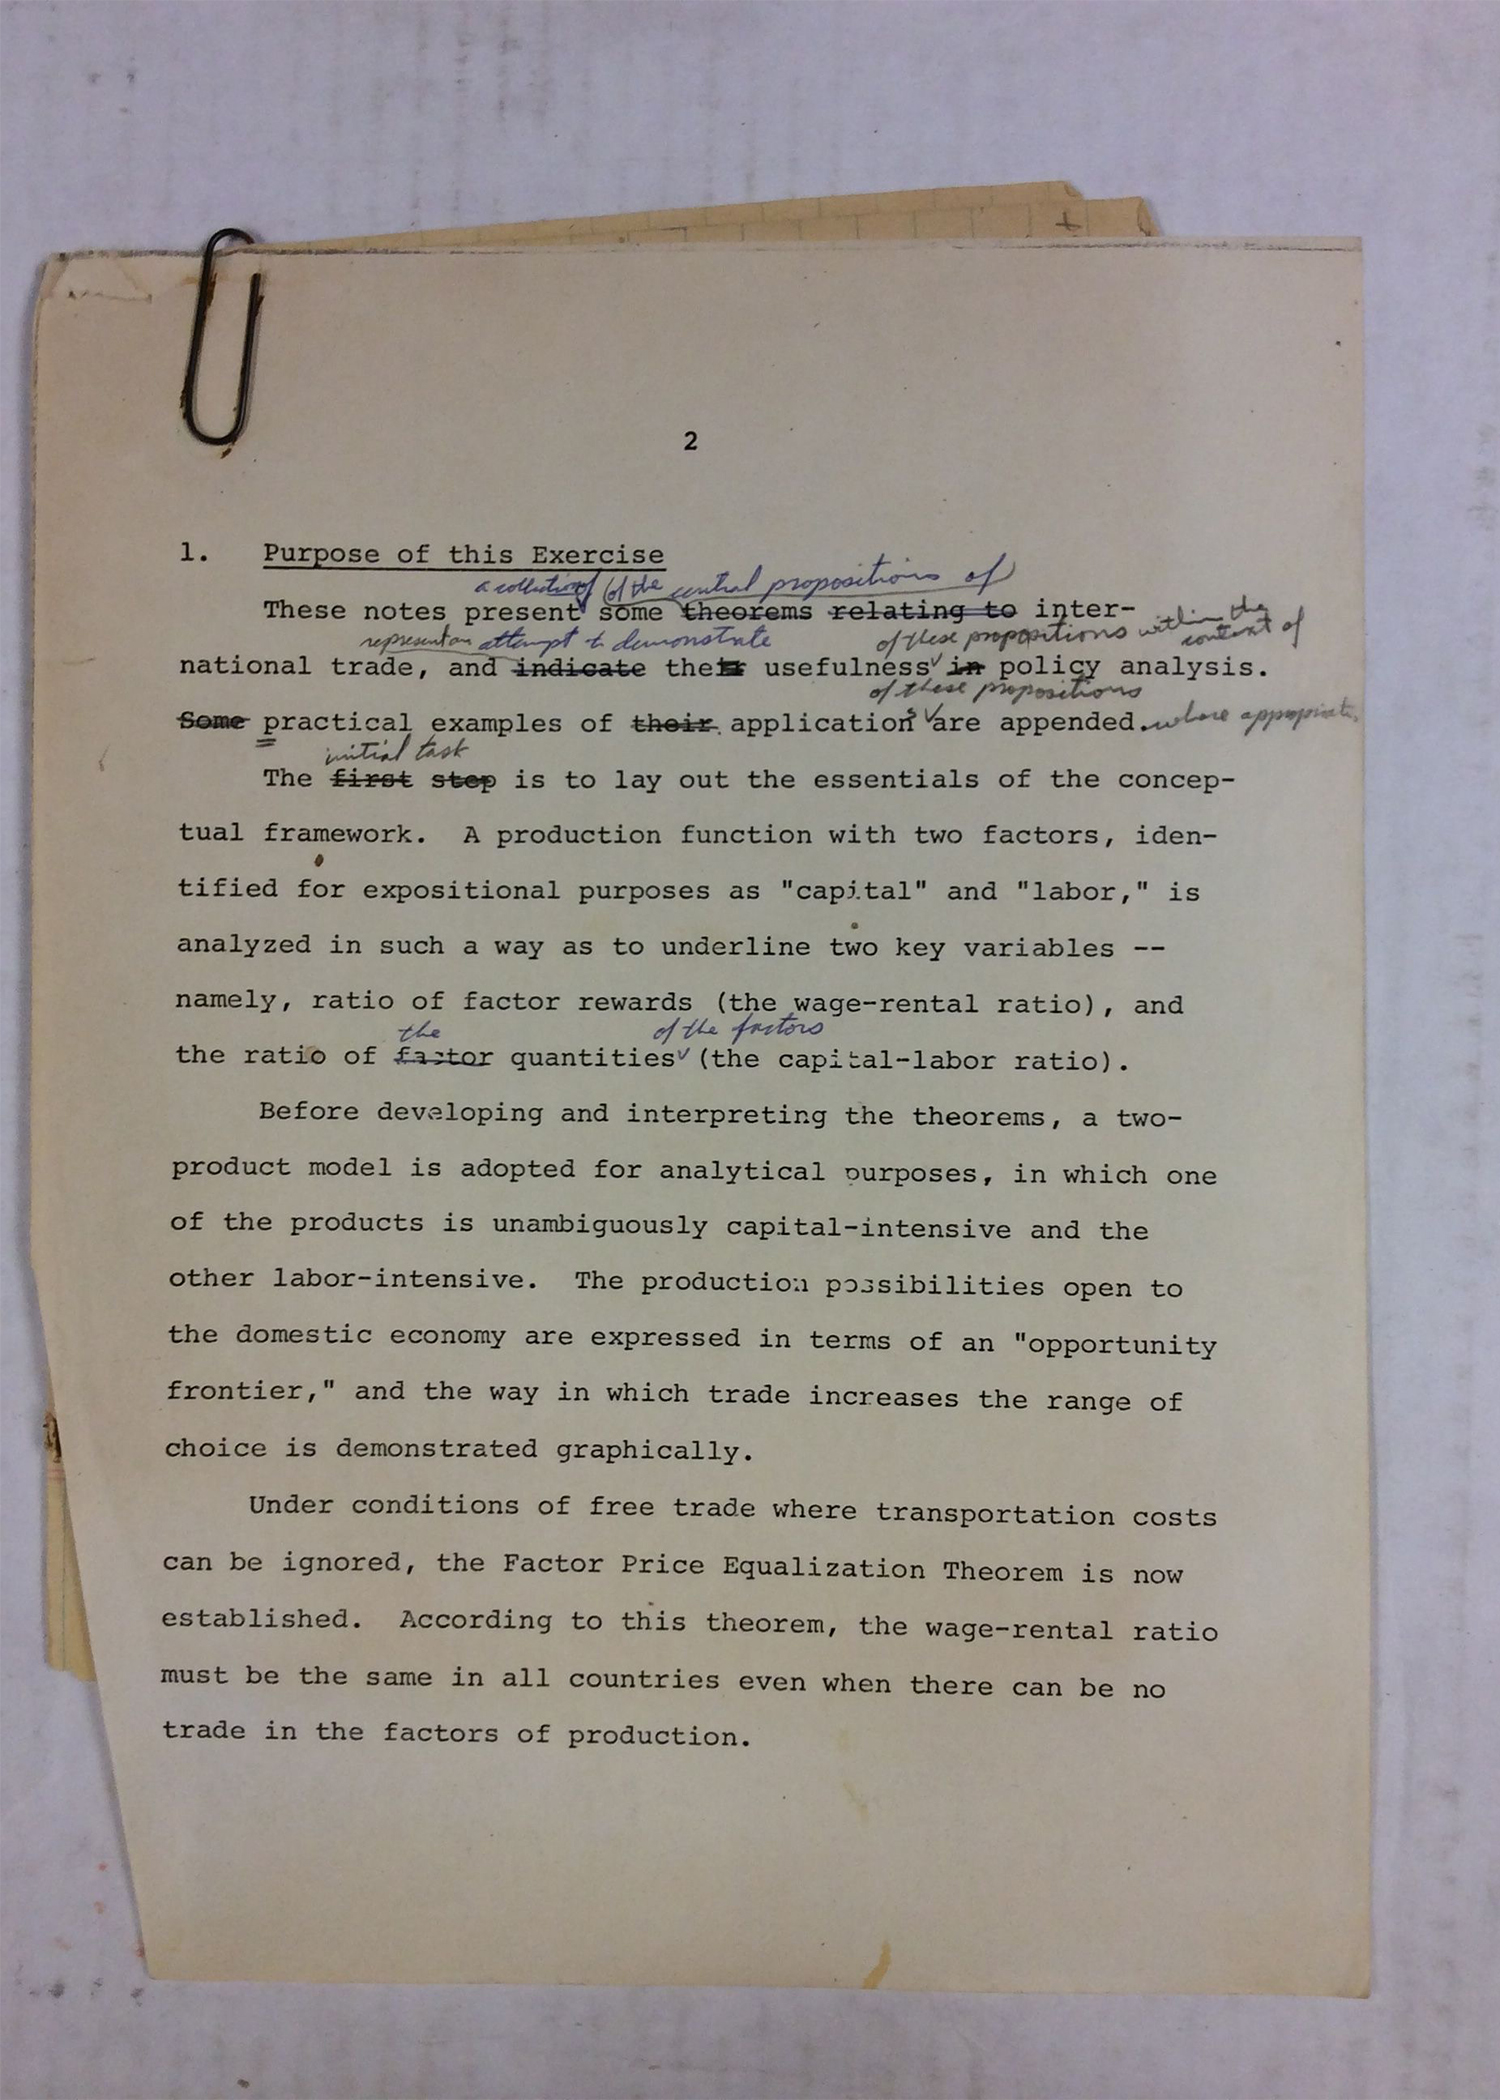 2
1. Purpose of this Exercise
a collection of (of the central propositions of
These notes present some theorems relating to inter-
represent an attempt to demonstrate of these propositions within the context of
national trade, and indicate their usefulness in policy analysis.
of these propositions
Some practical examples of their applications are appended. where appropriate
initial task
The first step is to lay out the essentials of the concep-
tual framework. A production function with two factors, iden-
tified for expositional purposes as "capital" and "labor," is
analyzed in such a way as to underline two key variables --
namely, ratio of factor rewards (the wage-rental ratio), and
the of the factors
the ratio of factor quantities (the capital-labor ratio).
Before developing and interpreting the theorems, a two-
product model is adopted for analytical purposes, in which one
of the products is unambiguously capital-intensive and the
other labor-intensive. The production possibilities open to
the domestic economy are expressed in terms of an "opportunity
frontier," and the way in which trade increases the range of
choice is demonstrated graphically.
Under conditions of free trade where transportation costs
can be ignored, the Factor Price Equalization Theorem is now
established. According to this theorem, the wage-rental ratio
must be the same in all countries even when there can be no
trade in the factors of production.